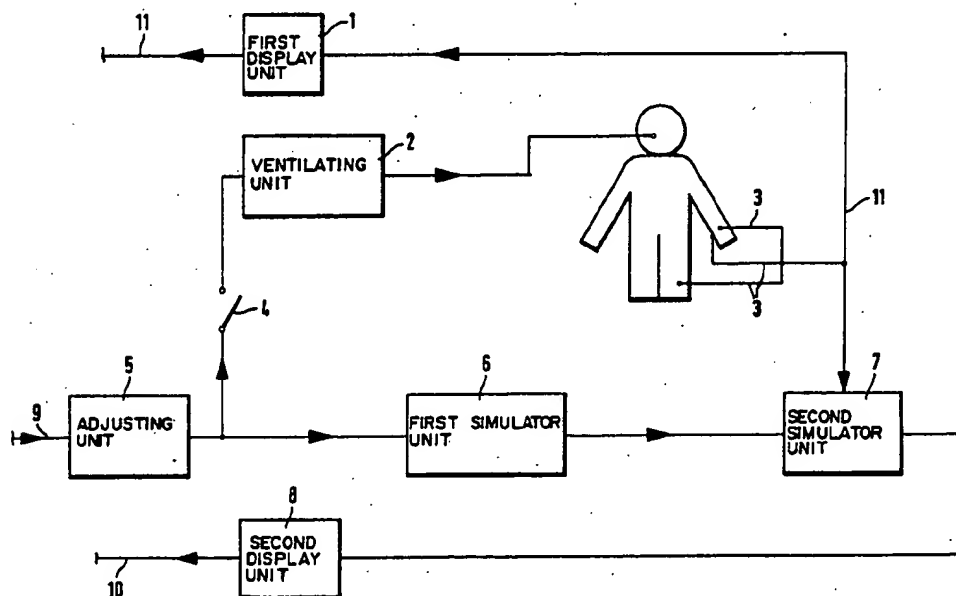 11
1
FIRST
DISPLAY
UNIT
2
VENTILATING
UNIT
3
11
3
4
5
6
7
9
ADJUSTING
UNIT
FIRST SIMULATOR
UNIT
SECOND
SIMULATOR
UNIT
8
SECOND
DISPLAY
UNIT
10